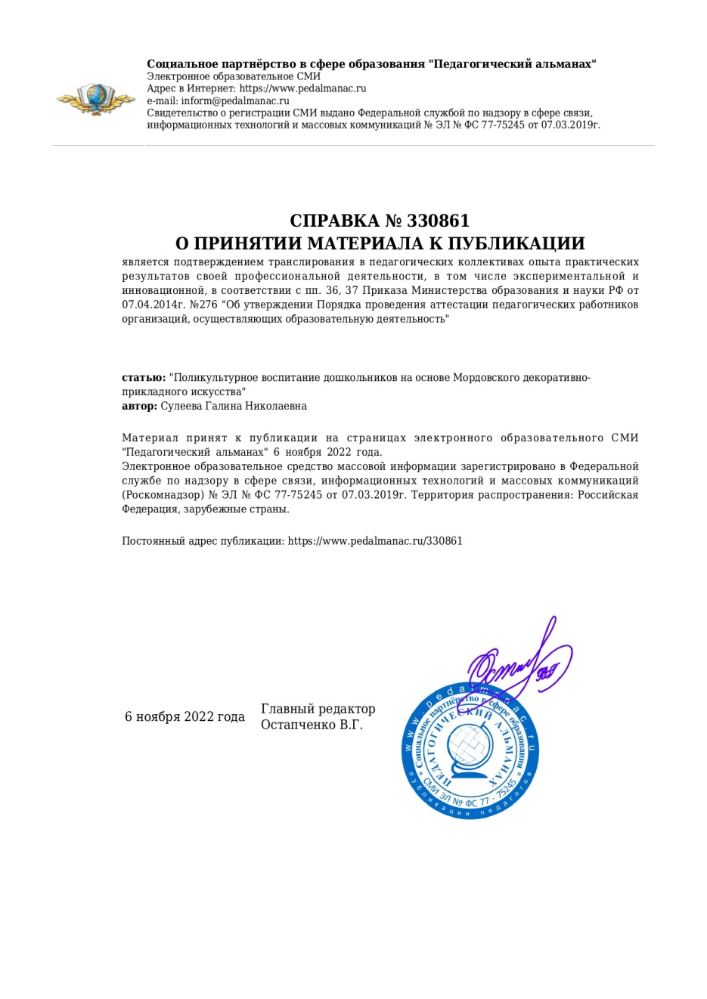 Социальное партнёрство в сфере образования "Педагогический альманах"
Электронное образовательное СМИ
Адрес в Интернет: https://www.pedalmanac.ru
e-mail: inform@pedalmanac.ru
Свидетельство о регистрации СМИ выдано Федеральной службой по надзору в сфере связи,
информационных технологий и массовых коммуникаций № ЭЛ № ФС 77-75245 от 07.03.2019г.
СПРАВКА № 330861
О ПРИНЯТИИ МАТЕРИАЛА К ПУБЛИКАЦИИ
является подтверждением транслирования в педагогических коллективах опыта практических
результатов своей профессиональной деятельности, в том числе экспериментальной и
инновационной, в соответствии с пп. 36, 37 Приказа Министерства образования и науки РФ от
07.04.2014г. №276 "Об утверждении Порядка проведения аттестации педагогических работников
организаций, осуществляющих образовательную деятельность"
статью: "Поликультурное воспитание дошкольников на основе Мордовского декоративно-
прикладного искусства"
автор: Сулеева Галина Николаевна
Материал принят к публикации на страницах электронного образовательного СМИ
"Педагогический альманах" 6 ноября 2022 года.
Электронное образовательное средство массовой информации зарегистрировано в Федеральной
службе по надзору в сфере связи, информационных технологий и массовых коммуникаций
(Роскомнадзор) № ЭЛ № ФС 77-75245 от 07.03.2019г. Территория распространения: Российская
Федерация, зарубежные страны.
Постоянный адрес публикации: https://www.pedalmanac.ru/330861
6 ноября 2022 года
Главный редактор
Остапченко В.Г.
www.pedalmanac.ru
публикации педагогов
* Социальное партнёрство в сфере образования *
СМИ ЭЛ № ФС 77 - 75245
ПЕДАГОГИЧЕСКИЙ АЛЬМАНАХ